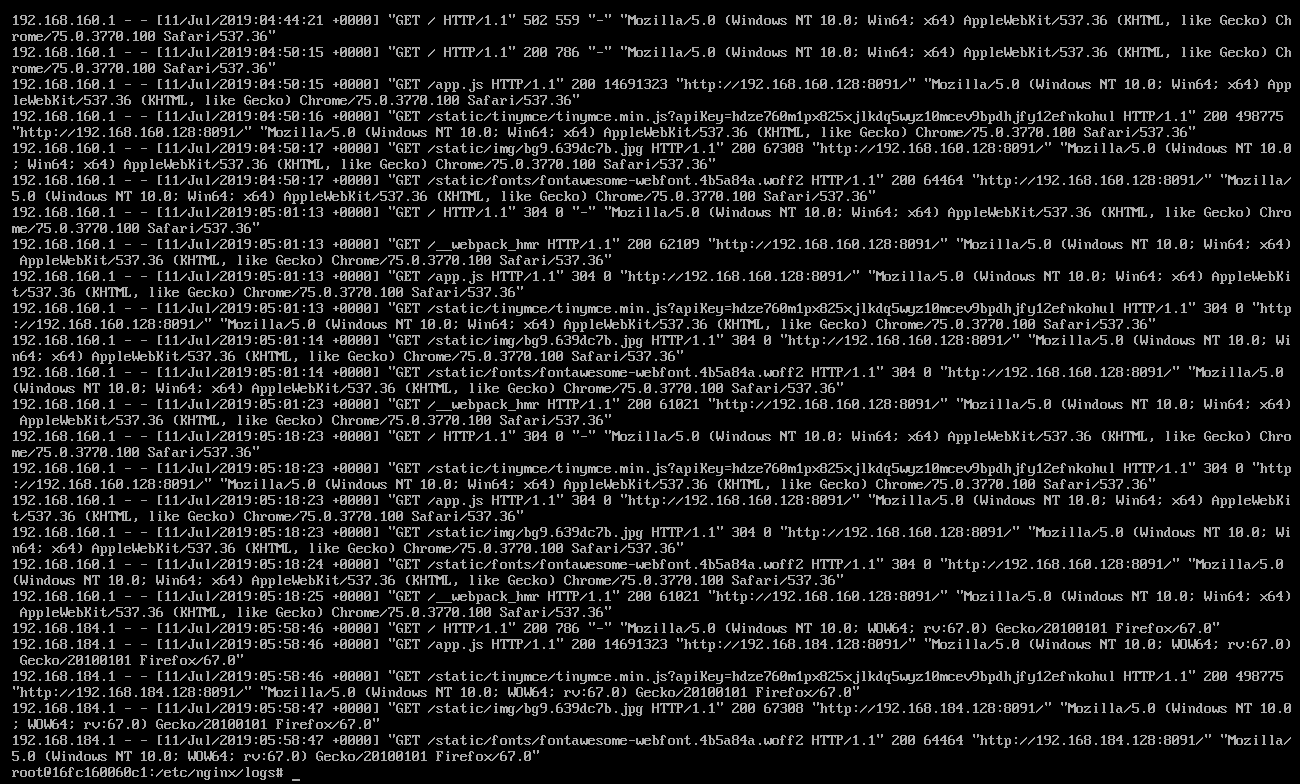 192.168.160.1 - - [11/Jul/2019:04:44:21 +0000] "GET / HTTP/1.1" 502 559 "-" "Mozilla/5.0 (Windows NT 10.0; Win64; x64) AppleWebKit/537.36 (KHTML, like Gecko) Ch
rome/75.0.3770.100 Safari/537.36"
192.168.160.1 - - [11/Jul/2019:04:50:15 +0000] "GET / HTTP/1.1" 200 786 "-" "Mozilla/5.0 (Windows NT 10.0; Win64; x64) AppleWebKit/537.36 (KHTML, like Gecko) Ch
rome/75.0.3770.100 Safari/537.36"
192.168.160.1 - - [11/Jul/2019:04:50:15 +0000] "GET /app.js HTTP/1.1" 200 14691323 "http://192.168.160.128:8091/" "Mozilla/5.0 (Windows NT 10.0; Win64; x64) App
leWebKit/537.36 (KHTML, like Gecko) Chrome/75.0.3770.100 Safari/537.36"
192.168.160.1 - - [11/Jul/2019:04:50:16 +0000] "GET /static/tinymce/tinymce.min.js?apiKey=hdze760m1px825xjlkdq5wyz10mcev9bpdhjfy12efnkohul HTTP/1.1" 200 498775 
"http://192.168.160.128:8091/" "Mozilla/5.0 (Windows NT 10.0; Win64; x64) AppleWebKit/537.36 (KHTML, like Gecko) Chrome/75.0.3770.100 Safari/537.36"
192.168.160.1 - - [11/Jul/2019:04:50:17 +0000] "GET /static/img/bg9.639dc7b.jpg HTTP/1.1" 200 67308 "http://192.168.160.128:8091/" "Mozilla/5.0 (Windows NT 10.0
; Win64; x64) AppleWebKit/537.36 (KHTML, like Gecko) Chrome/75.0.3770.100 Safari/537.36"
192.168.160.1 - - [11/Jul/2019:04:50:17 +0000] "GET /static/fonts/fontawesome-webfont.4b5a84a.woff2 HTTP/1.1" 200 64464 "http://192.168.160.128:8091/" "Mozilla/
5.0 (Windows NT 10.0; Win64; x64) AppleWebKit/537.36 (KHTML, like Gecko) Chrome/75.0.3770.100 Safari/537.36"
192.168.160.1 - - [11/Jul/2019:05:01:13 +0000] "GET / HTTP/1.1" 304 0 "-" "Mozilla/5.0 (Windows NT 10.0; Win64; x64) AppleWebKit/537.36 (KHTML, like Gecko) Chro
me/75.0.3770.100 Safari/537.36"
192.168.160.1 - - [11/Jul/2019:05:01:13 +0000] "GET /__webpack_hmr HTTP/1.1" 200 62109 "http://192.168.160.128:8091/" "Mozilla/5.0 (Windows NT 10.0; Win64; x64)
 AppleWebKit/537.36 (KHTML, like Gecko) Chrome/75.0.3770.100 Safari/537.36"
192.168.160.1 - - [11/Jul/2019:05:01:13 +0000] "GET /app.js HTTP/1.1" 304 0 "http://192.168.160.128:8091/" "Mozilla/5.0 (Windows NT 10.0; Win64; x64) AppleWebKi
t/537.36 (KHTML, like Gecko) Chrome/75.0.3770.100 Safari/537.36"
192.168.160.1 - - [11/Jul/2019:05:01:13 +0000] "GET /static/tinymce/tinymce.min.js?apiKey=hdze760m1px825xjlkdq5wyz10mcev9bpdhjfy12efnkohul HTTP/1.1" 304 0 "http
://192.168.160.128:8091/" "Mozilla/5.0 (Windows NT 10.0; Win64; x64) AppleWebKit/537.36 (KHTML, like Gecko) Chrome/75.0.3770.100 Safari/537.36"
192.168.160.1 - - [11/Jul/2019:05:01:14 +0000] "GET /static/img/bg9.639dc7b.jpg HTTP/1.1" 304 0 "http://192.168.160.128:8091/" "Mozilla/5.0 (Windows NT 10.0; Wi
n64; x64) AppleWebKit/537.36 (KHTML, like Gecko) Chrome/75.0.3770.100 Safari/537.36"
192.168.160.1 - - [11/Jul/2019:05:01:14 +0000] "GET /static/fonts/fontawesome-webfont.4b5a84a.woff2 HTTP/1.1" 304 0 "http://192.168.160.128:8091/" "Mozilla/5.0 
(Windows NT 10.0; Win64; x64) AppleWebKit/537.36 (KHTML, like Gecko) Chrome/75.0.3770.100 Safari/537.36"
192.168.160.1 - - [11/Jul/2019:05:01:23 +0000] "GET /__webpack_hmr HTTP/1.1" 200 61021 "http://192.168.160.128:8091/" "Mozilla/5.0 (Windows NT 10.0; Win64; x64)
 AppleWebKit/537.36 (KHTML, like Gecko) Chrome/75.0.3770.100 Safari/537.36"
192.168.160.1 - - [11/Jul/2019:05:18:23 +0000] "GET / HTTP/1.1" 304 0 "-" "Mozilla/5.0 (Windows NT 10.0; Win64; x64) AppleWebKit/537.36 (KHTML, like Gecko) Chro
me/75.0.3770.100 Safari/537.36"
192.168.160.1 - - [11/Jul/2019:05:18:23 +0000] "GET /static/tinymce/tinymce.min.js?apiKey=hdze760m1px825xjlkdq5wyz10mcev9bpdhjfy12efnkohul HTTP/1.1" 304 0 "http
://192.168.160.128:8091/" "Mozilla/5.0 (Windows NT 10.0; Win64; x64) AppleWebKit/537.36 (KHTML, like Gecko) Chrome/75.0.3770.100 Safari/537.36"
192.168.160.1 - - [11/Jul/2019:05:18:23 +0000] "GET /app.js HTTP/1.1" 304 0 "http://192.168.160.128:8091/" "Mozilla/5.0 (Windows NT 10.0; Win64; x64) AppleWebKi
t/537.36 (KHTML, like Gecko) Chrome/75.0.3770.100 Safari/537.36"
192.168.160.1 - - [11/Jul/2019:05:18:23 +0000] "GET /static/img/bg9.639dc7b.jpg HTTP/1.1" 304 0 "http://192.168.160.128:8091/" "Mozilla/5.0 (Windows NT 10.0; Wi
n64; x64) AppleWebKit/537.36 (KHTML, like Gecko) Chrome/75.0.3770.100 Safari/537.36"
192.168.160.1 - - [11/Jul/2019:05:18:24 +0000] "GET /static/fonts/fontawesome-webfont.4b5a84a.woff2 HTTP/1.1" 304 0 "http://192.168.160.128:8091/" "Mozilla/5.0 
(Windows NT 10.0; Win64; x64) AppleWebKit/537.36 (KHTML, like Gecko) Chrome/75.0.3770.100 Safari/537.36"
192.168.160.1 - - [11/Jul/2019:05:18:25 +0000] "GET /__webpack_hmr HTTP/1.1" 200 61021 "http://192.168.160.128:8091/" "Mozilla/5.0 (Windows NT 10.0; Win64; x64)
 AppleWebKit/537.36 (KHTML, like Gecko) Chrome/75.0.3770.100 Safari/537.36"
192.168.184.1 - - [11/Jul/2019:05:58:46 +0000] "GET / HTTP/1.1" 200 786 "-" "Mozilla/5.0 (Windows NT 10.0; WOW64; rv:67.0) Gecko/20100101 Firefox/67.0"
192.168.184.1 - - [11/Jul/2019:05:58:46 +0000] "GET /app.js HTTP/1.1" 200 14691323 "http://192.168.184.128:8091/" "Mozilla/5.0 (Windows NT 10.0; WOW64; rv:67.0)
 Gecko/20100101 Firefox/67.0"
192.168.184.1 - - [11/Jul/2019:05:58:46 +0000] "GET /static/tinymce/tinymce.min.js?apiKey=hdze760m1px825xjlkdq5wyz10mcev9bpdhjfy12efnkohul HTTP/1.1" 200 498775 
"http://192.168.184.128:8091/" "Mozilla/5.0 (Windows NT 10.0; WOW64; rv:67.0) Gecko/20100101 Firefox/67.0"
192.168.184.1 - - [11/Jul/2019:05:58:47 +0000] "GET /static/img/bg9.639dc7b.jpg HTTP/1.1" 200 67308 "http://192.168.184.128:8091/" "Mozilla/5.0 (Windows NT 10.0
; WOW64; rv:67.0) Gecko/20100101 Firefox/67.0"
192.168.184.1 - - [11/Jul/2019:05:58:47 +0000] "GET /static/fonts/fontawesome-webfont.4b5a84a.woff2 HTTP/1.1" 200 64464 "http://192.168.184.128:8091/" "Mozilla/
5.0 (Windows NT 10.0; WOW64; rv:67.0) Gecko/20100101 Firefox/67.0"
root@16fc160060c1:/etc/nginx/logs# _